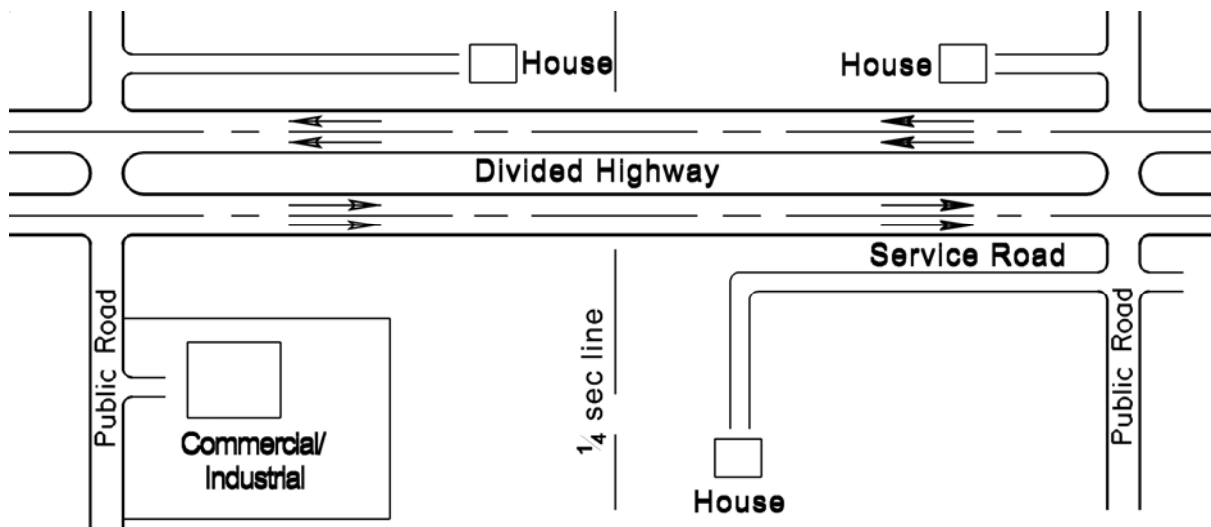 House
House
Divided Highway
Service Road
Public Road
¼ sec line
Public Road
Commercial/
Industrial
House